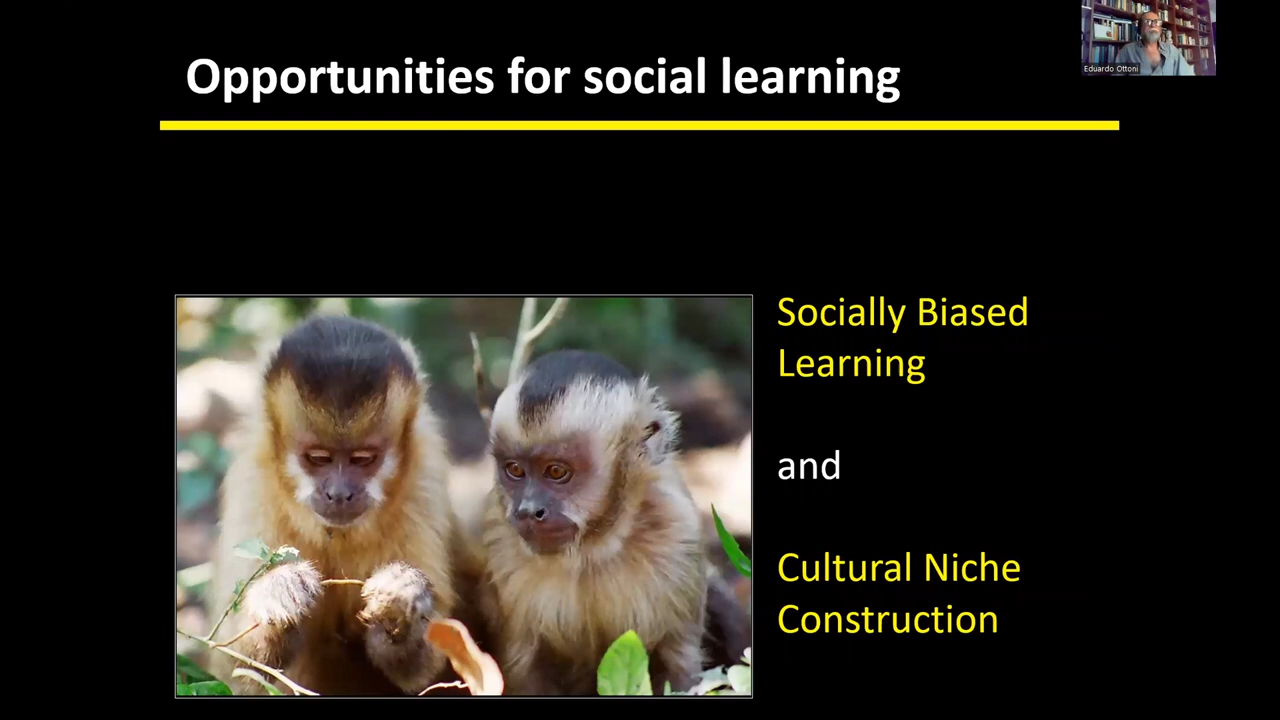 Opportunities for social learning
Eduardo Ottoni
Socially Biased
Learning
and
Cultural Niche
Construction